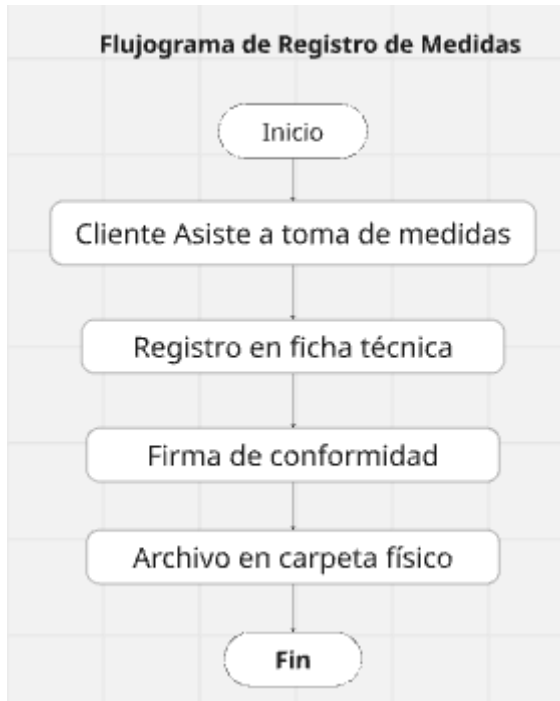 Flujograma de Registro de Medidas
Inicio
Cliente Asiste a toma de medidas
Registro en ficha técnica
Firma de conformidad
Archivo en carpeta físico
Fin